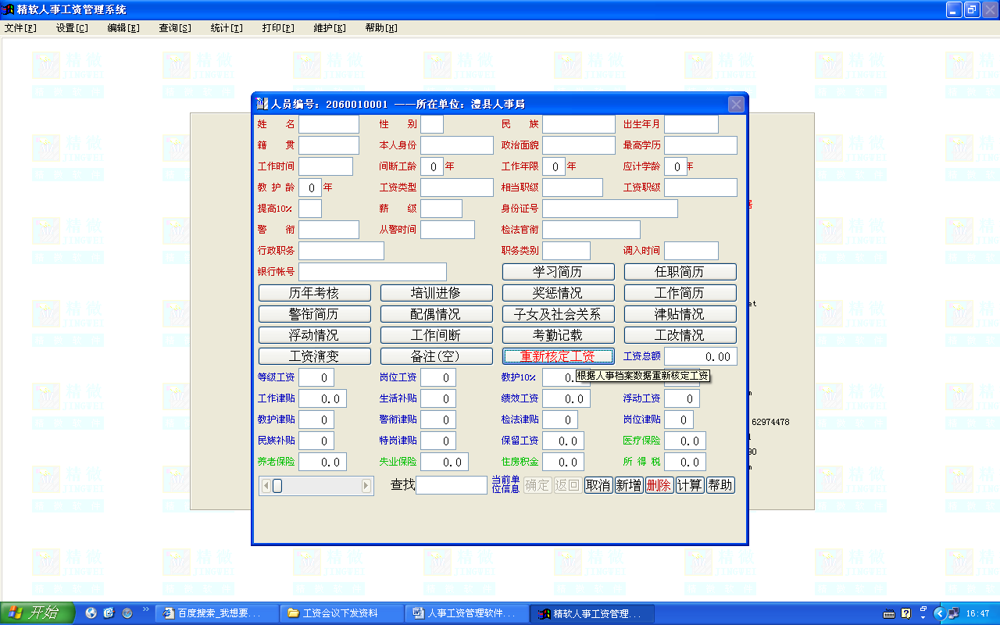 精软人事工资管理系统
文件[F] 设置[C] 编辑[E] 查询[S] 统计[T] 打印[P] 维护[K] 帮助[H]
人员编号：2060010001 ——所在单位：澧县人事局
姓 名 性 别 民 族 出生年月
籍 贯 本人身份 政治面貌 最高学历
工作时间 间断工龄 0 年 工作年限 0 年 应计学龄 0 年
教 护 龄 0 年 工资类型 相当职级 工资职级
提高10% 薪 级 身份证号
警 衔 从警时间 检法官衔
行政职务 职务类别 调入时间
银行帐号 学习简历 任职简历
历年考核 培训进修 奖惩情况 工作简历
警衔简历 配偶情况 子女及社会关系 津贴情况
浮动情况 工作间断 考勤记载 工改情况
工资演变 备注(空) 重新核定工资 工资总额 0.00
根据人事档案数据重新核定工资
等级工资 0 岗位工资 0 教护10% 0.
工作津贴 0.0 生活补贴 0 绩效工资 0.0 浮动工资 0
教护津贴 0 警衔津贴 0 检法津贴 0 岗位津贴 0
民族补贴 0 特岗津贴 0 保留工资 0.0 医疗保险 0.0
养老保险 0.0 失业保险 0.0 住房积金 0.0 所 得 税 0.0
查找 当前单位信息 确定 返回 取消 新增 删除 计算 帮助
et
62974478
开始 百度搜索_我想要... 工资会议下发资料 人事工资管理软件... 精软人事工资管理... 16:47
精微
JINGWEI